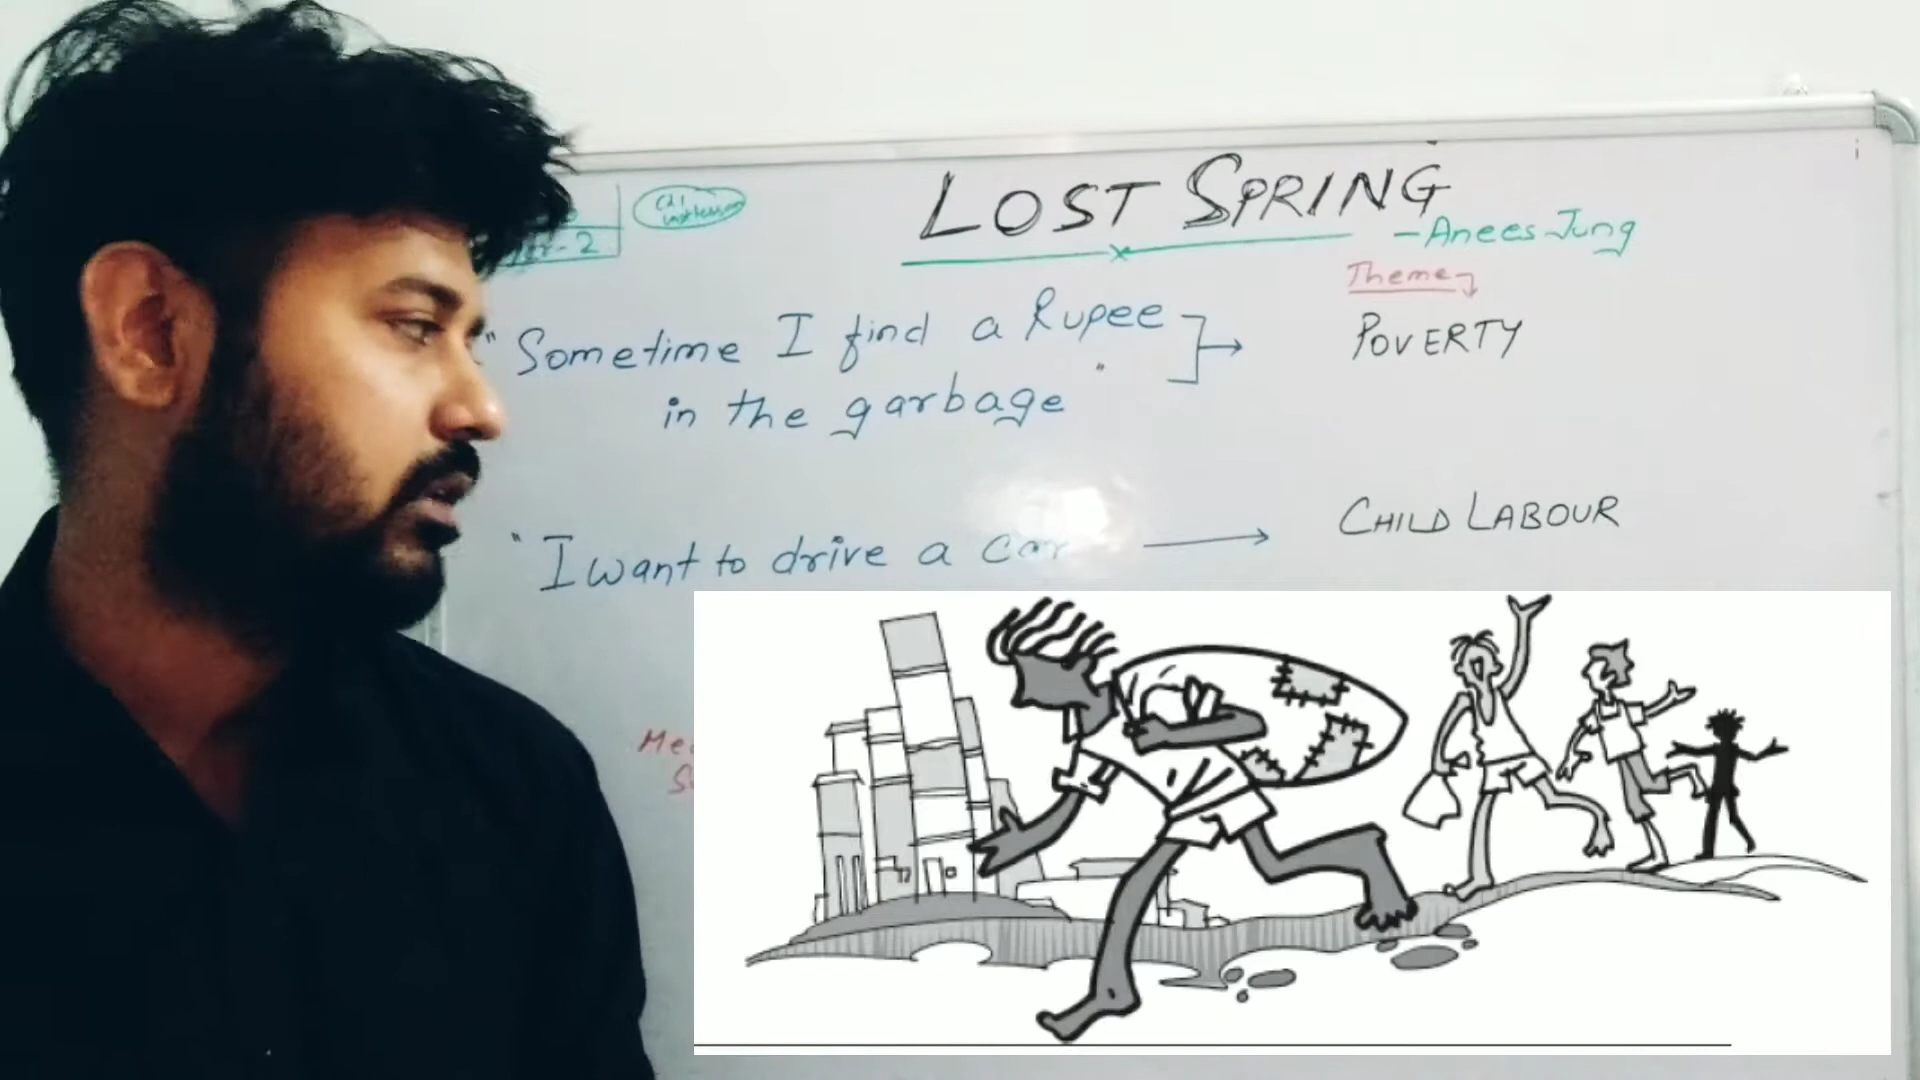 LOST SPRING
-Anees Jung
Theme
"Sometime I find a Rupee
in the garbage"
POVERTY
"I want to drive a car
CHILD LABOUR